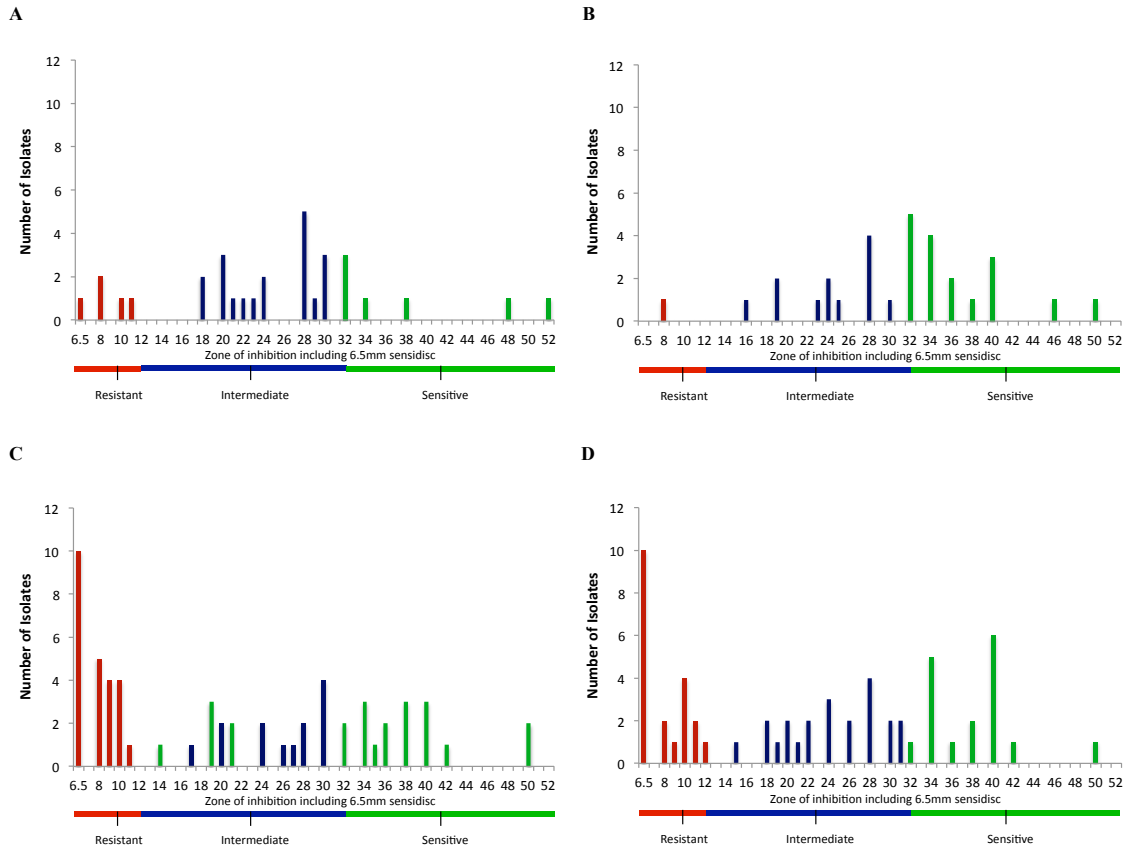 A
12
10
8
6
4
2
0
Number of Isolates
6.5 8 10 12 14 16 18 20 22 24 26 28 30 32 34 36 38 40 42 44 46 48 50 52
Zone of inhibition including 6.5mm sensidisc
Resistant Intermediate Sensitive
B
12
10
8
6
4
2
0
Number of Isolates
6.5 8 10 12 14 16 18 20 22 24 26 28 30 32 34 36 38 40 42 44 46 48 50 52
Zone of inhibition including 6.5mm sensidisc
Resistant Intermediate Sensitive
C
12
10
8
6
4
2
0
Number of Isolates
6.5 8 10 12 14 16 18 20 22 24 26 28 30 32 34 36 38 40 42 44 46 48 50 52
Zone of inhibition including 6.5mm sensidisc
Resistant Intermediate Sensitive
D
12
10
8
6
4
2
0
Number of Isolates
6.5 8 10 12 14 16 18 20 22 24 26 28 30 32 34 36 38 40 42 44 46 48 50 52
Zone of inhibition including 6.5mm sensidisc
Resistant Intermediate Sensitive